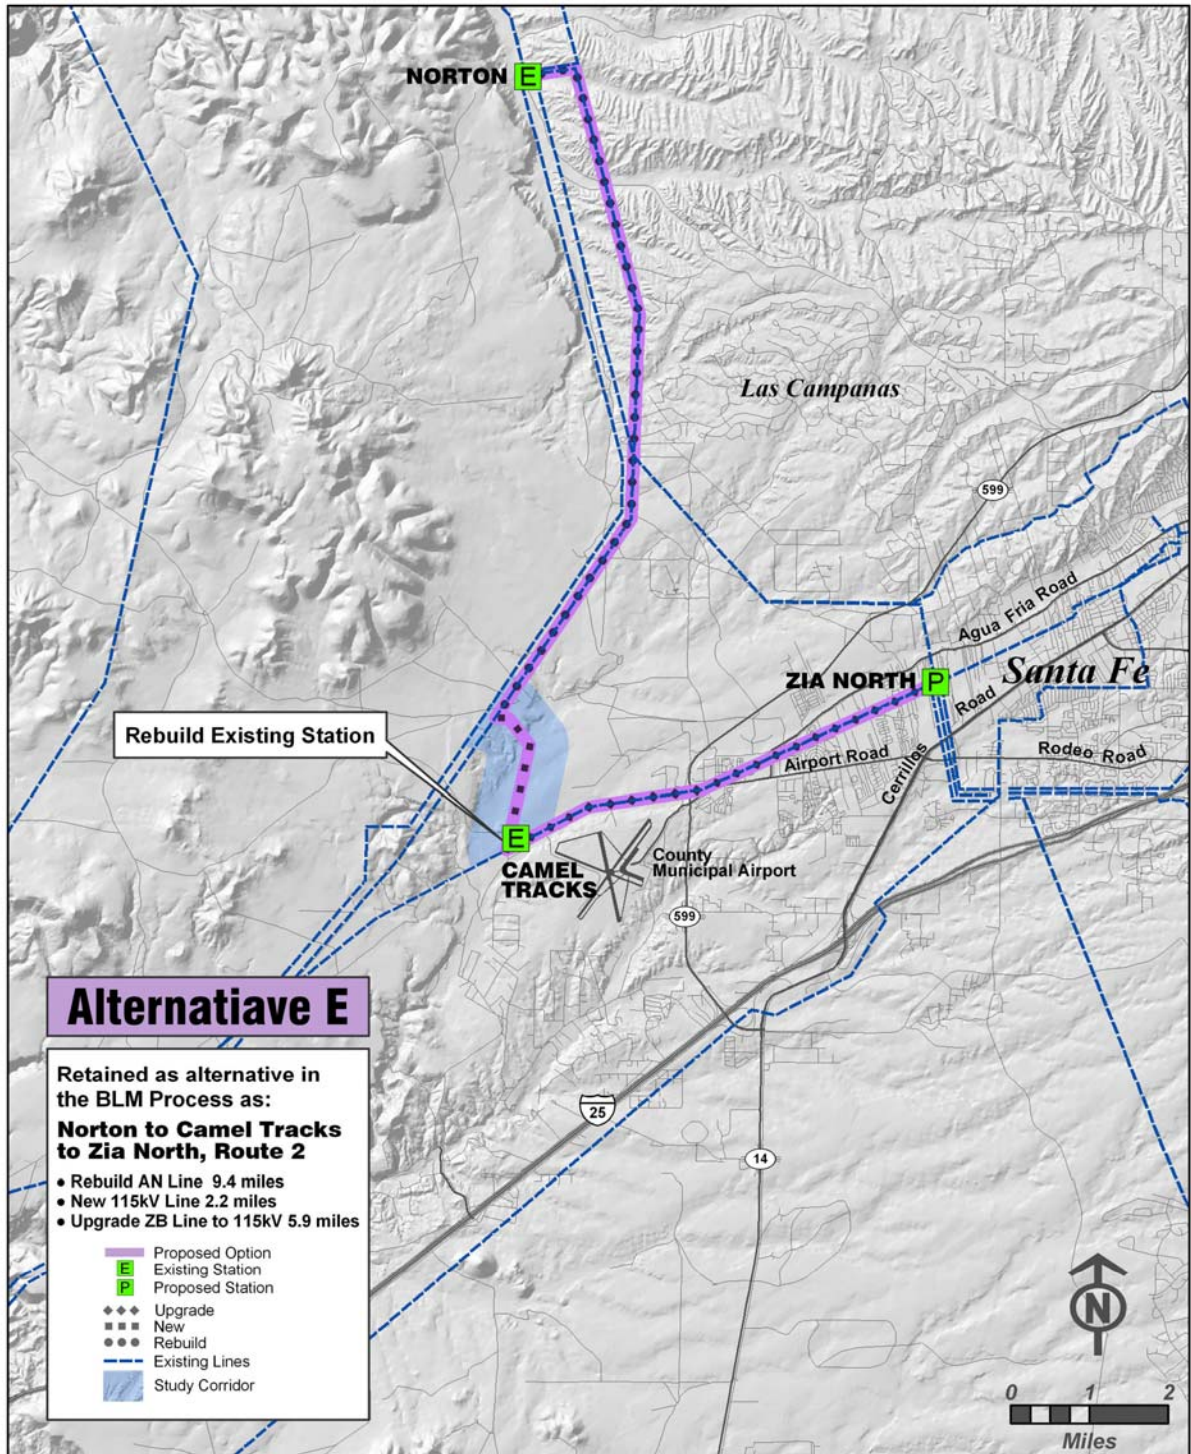 NORTON E
Las Campanas
599
Agua Fria Road
ZIA NORTH P
Santa Fe
Road
Rebuild Existing Station
Airport Road
Rodeo Road
Cerrillos
E
CAMEL
TRACKS
County
Municipal Airport
599
Alternatiave E
Retained as alternative in
the BLM Process as:
Norton to Camel Tracks
to Zia North, Route 2
• Rebuild AN Line 9.4 miles
• New 115kV Line 2.2 miles
• Upgrade ZB Line to 115kV 5.9 miles
Proposed Option
E Existing Station
P Proposed Station
Upgrade
New
Rebuild
Existing Lines
Study Corridor
25
14
N
0 1 2
Miles